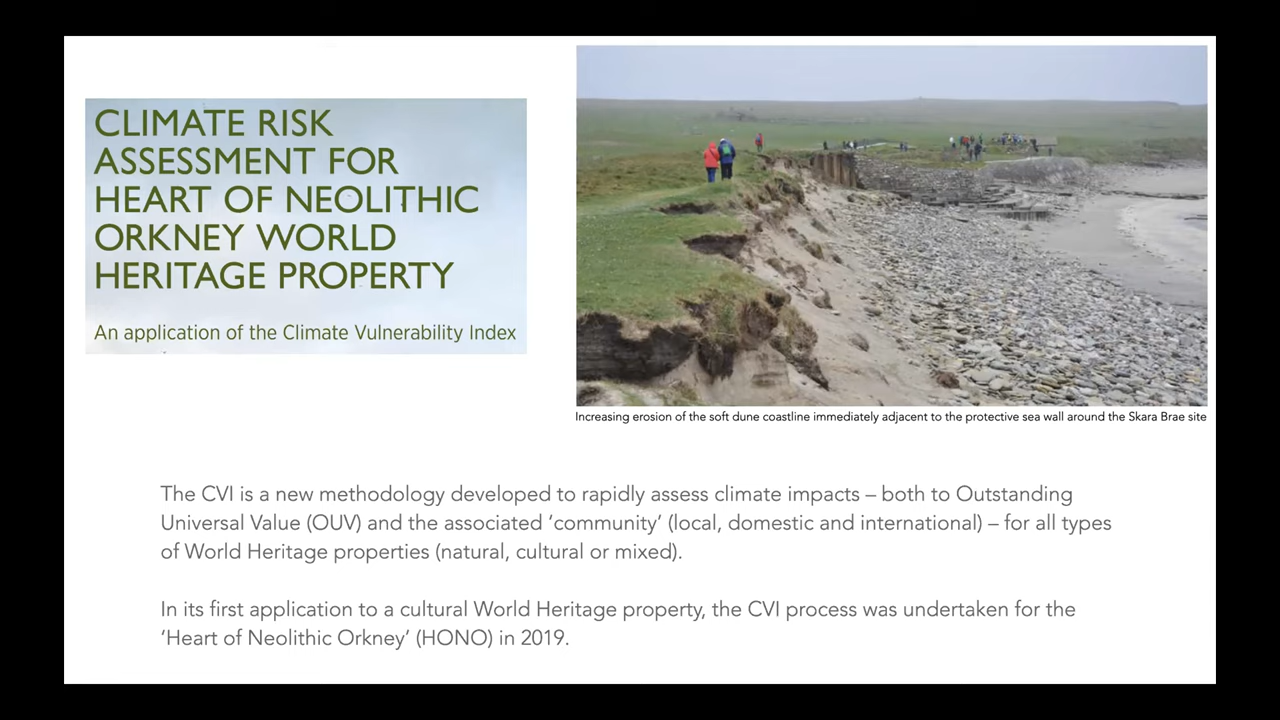 CLIMATE RISK
ASSESSMENT FOR
HEART OF NEOLITHIC
ORKNEY WORLD
HERITAGE PROPERTY
An application of the Climate Vulnerability Index
Increasing erosion of the soft dune coastline immediately adjacent to the protective sea wall around the Skara Brae site
The CVI is a new methodology developed to rapidly assess climate impacts – both to Outstanding
Universal Value (OUV) and the associated ‘community’ (local, domestic and international) – for all types
of World Heritage properties (natural, cultural or mixed).
In its first application to a cultural World Heritage property, the CVI process was undertaken for the
‘Heart of Neolithic Orkney’ (HONO) in 2019.